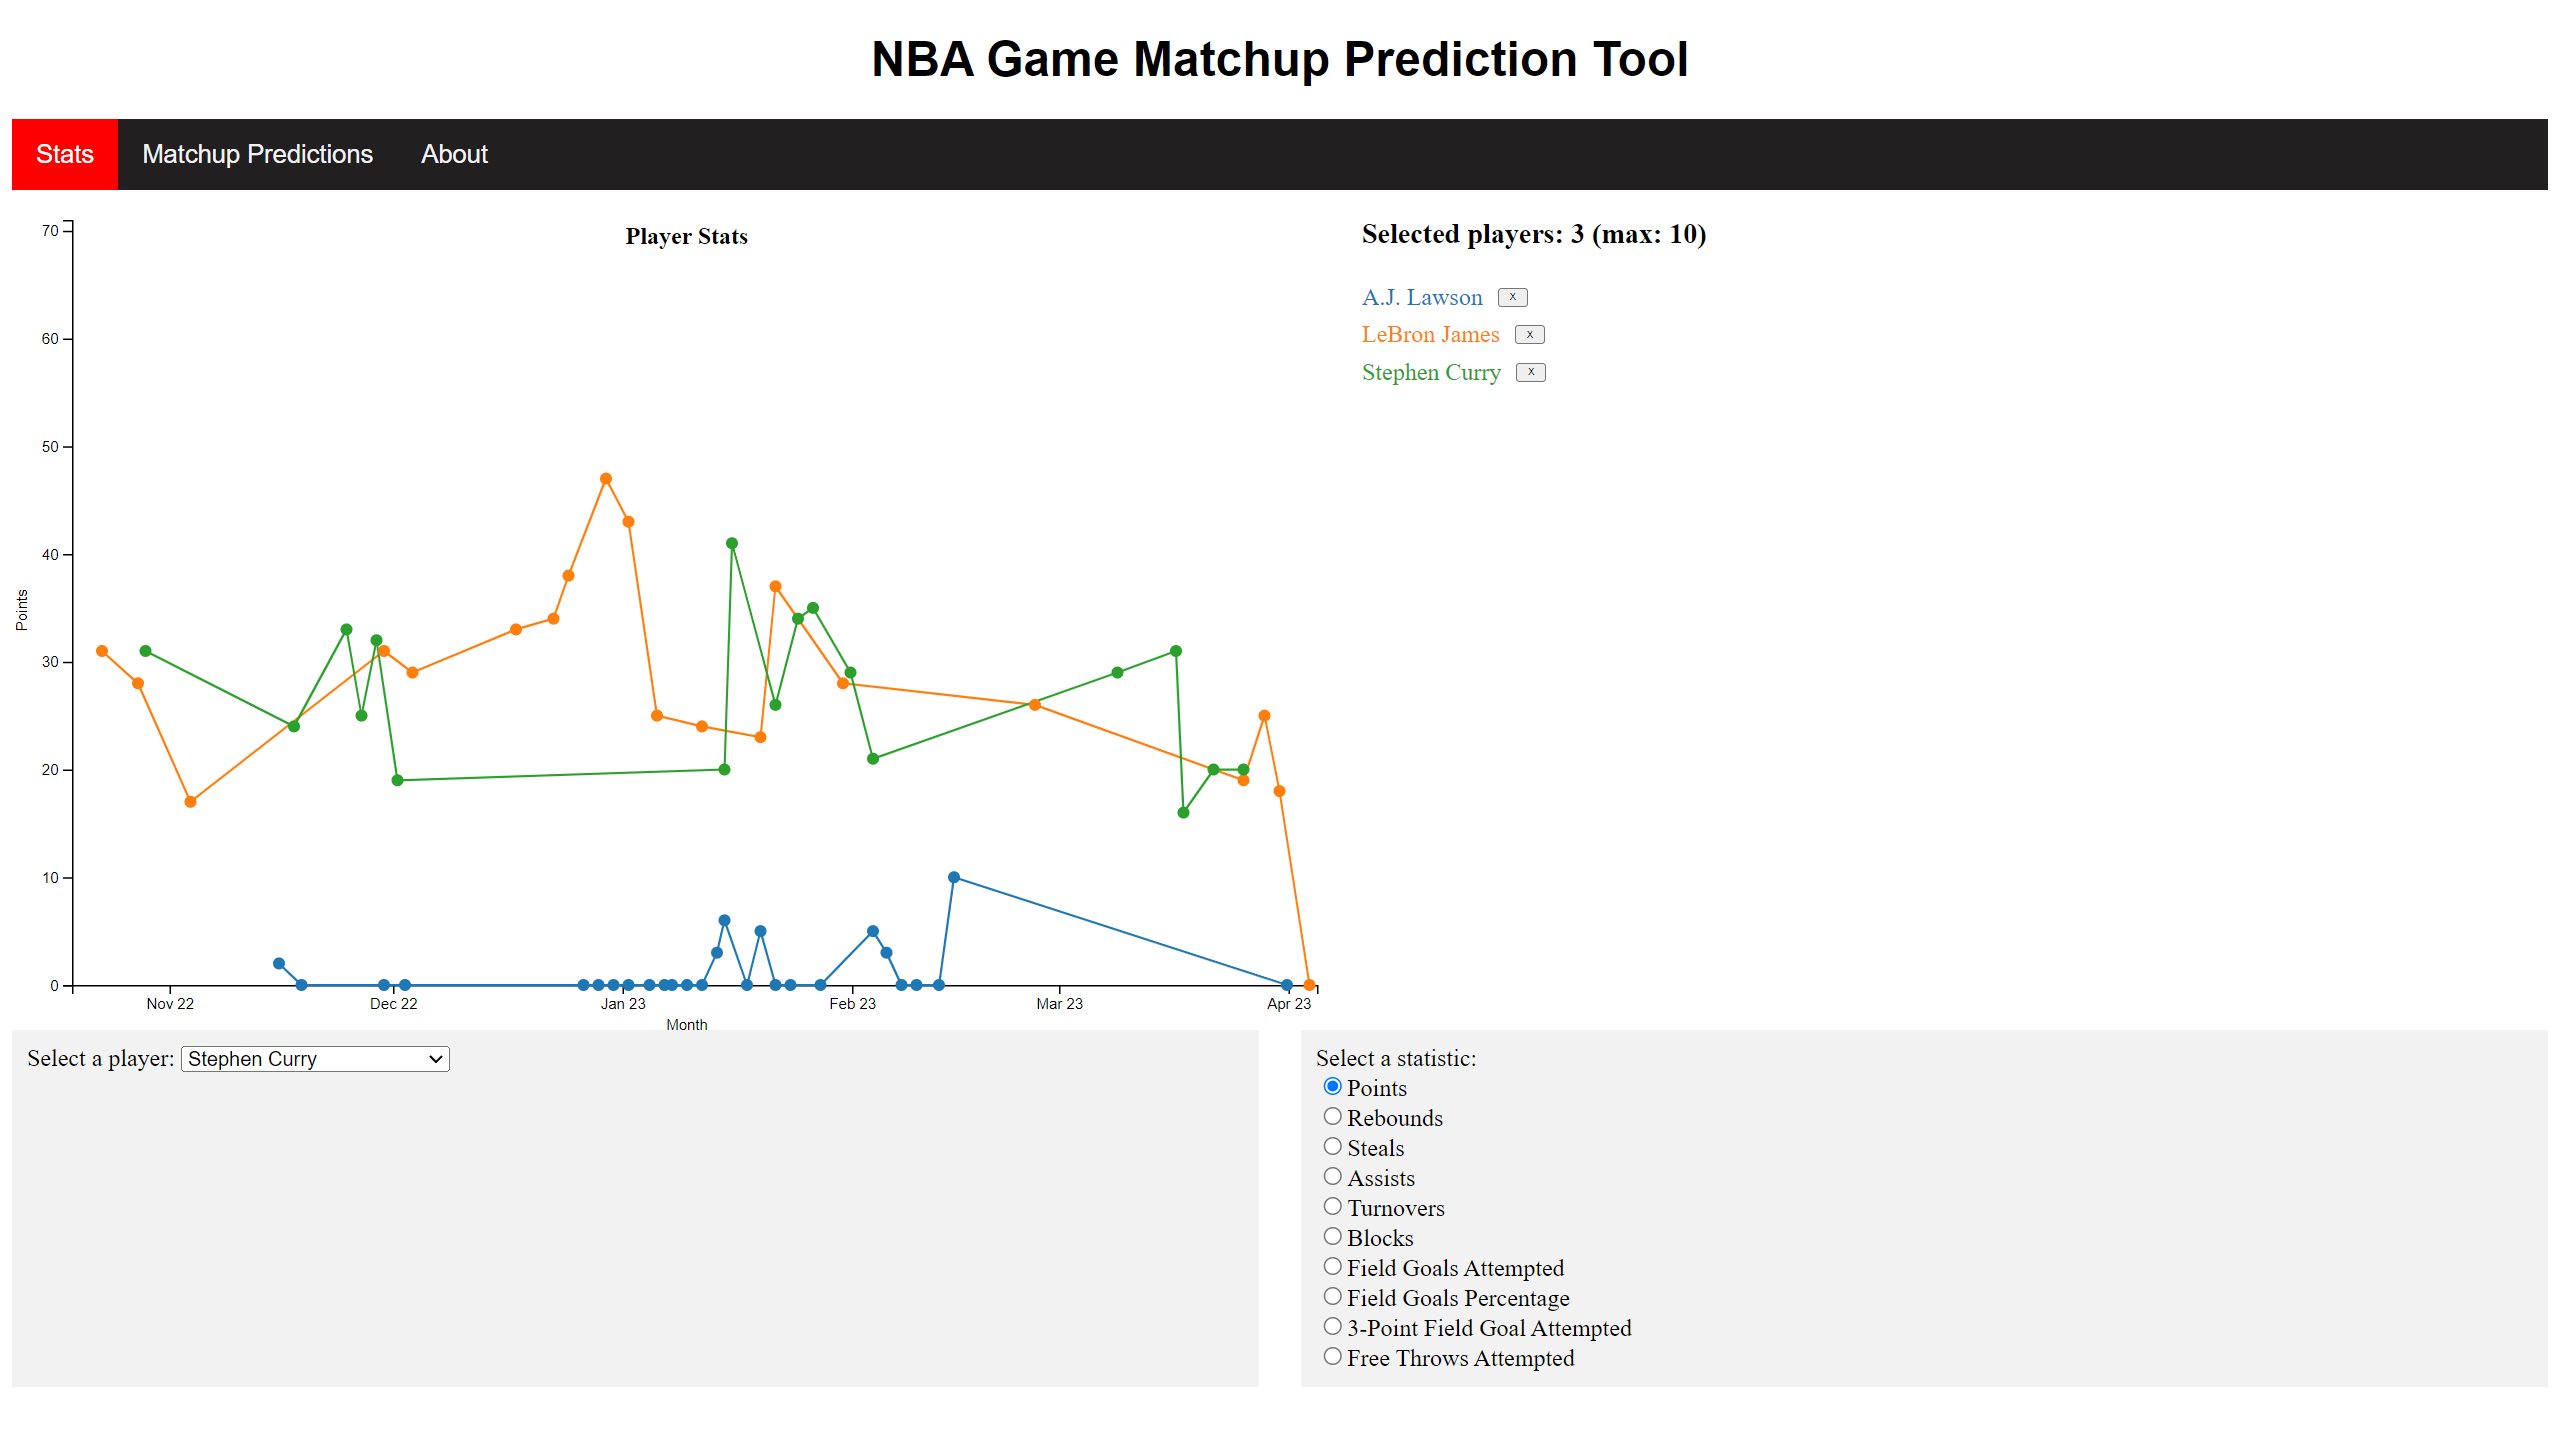 NBA Game Matchup Prediction Tool
Stats Matchup Predictions About
Player Stats
70
60
50
40
30
20
10
0
Points
Nov 22 Dec 22 Jan 23 Feb 23 Mar 23 Apr 23
Month
Selected players: 3 (max: 10)
A.J. Lawson x
LeBron James x
Stephen Curry x
Select a player: Stephen Curry
Select a statistic:
Points
Rebounds
Steals
Assists
Turnovers
Blocks
Field Goals Attempted
Field Goals Percentage
3-Point Field Goal Attempted
Free Throws Attempted